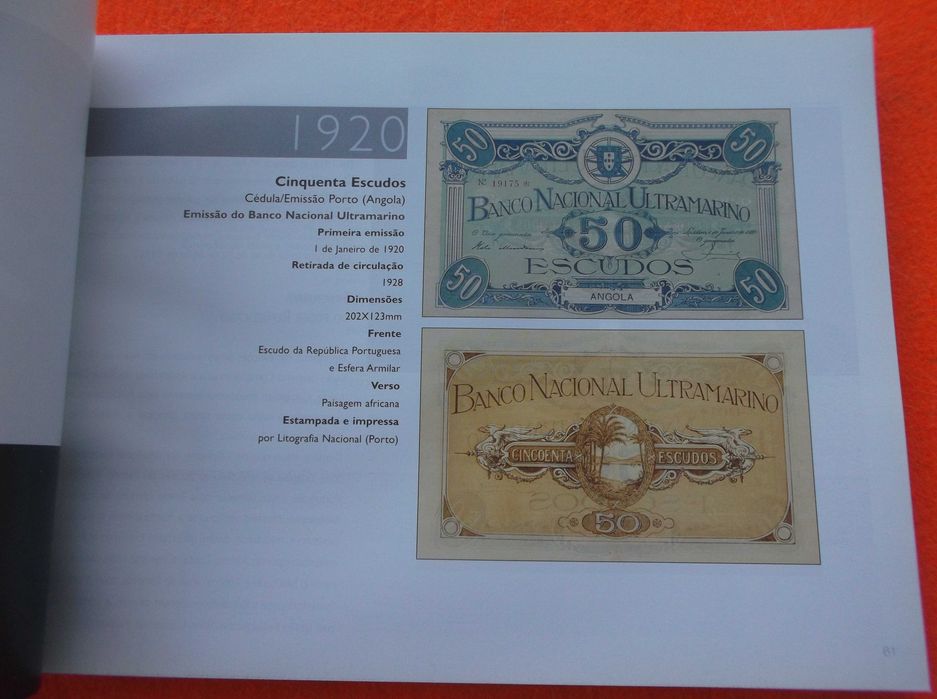 1920
Cinquenta Escudos
Cédula/Emissão Porto (Angola)
Emissão do Banco Nacional Ultramarino
Primeira emissão
1 de Janeiro de 1920
Retirada de circulação
1928
Dimensões
202X123mm
Frente
Escudo da República Portuguesa
e Esfera Armilar
Verso
Paisagem africana
Estampada e impressa
por Litografia Nacional (Porto)
50
50
Nº 19175
BANCO NACIONAL ULTRAMARINO
50
ESCUDOS
50
50
ANGOLA
BANCO NACIONAL ULTRAMARINO
CINCOENTA ESCUDOS
50